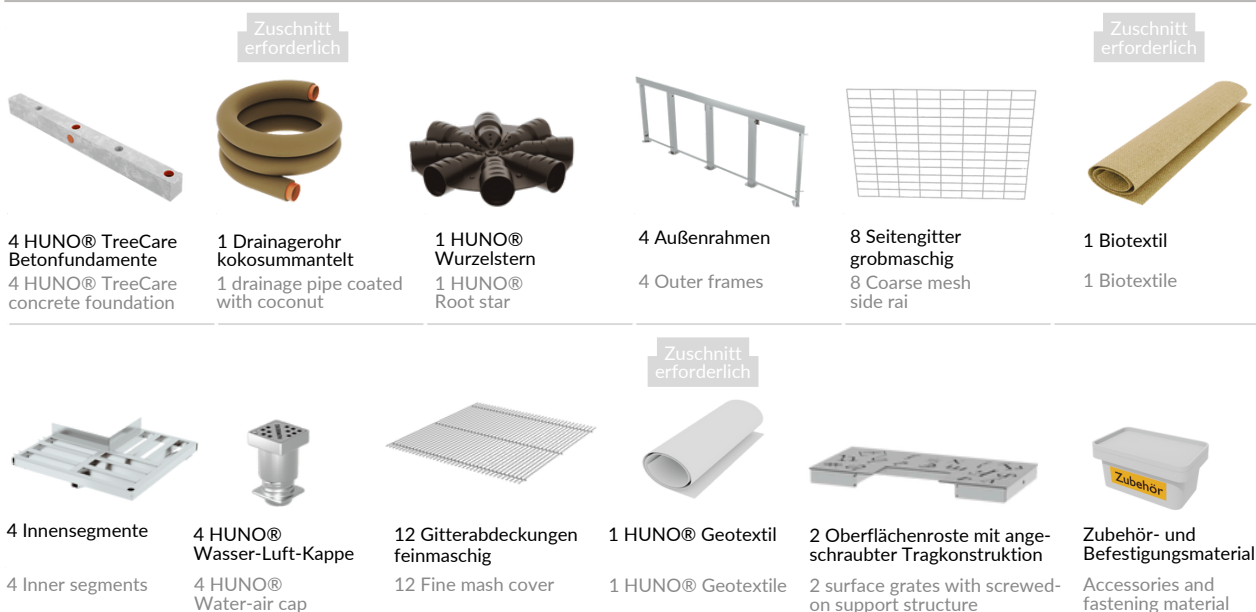 Zuschnitt
erforderlich
Zuschnitt
erforderlich
4 HUNO® TreeCare
Betonfundamente
4 HUNO® TreeCare
concrete foundation
1 Drainagerohr
kokosummantelt
1 drainage pipe coated
with coconut
1 HUNO®
Wurzelstern
1 HUNO®
Root star
4 Außenrahmen
4 Outer frames
8 Seitengitter
grobmaschig
8 Coarse mesh
side rai
1 Biotextil
1 Biotextile
Zuschnitt
erforderlich
Zubehör
4 Innensegmente
4 Inner segments
4 HUNO®
Wasser-Luft-Kappe
4 HUNO®
Water-air cap
12 Gitterabdeckungen
feinmaschig
12 Fine mash cover
1 HUNO® Geotextil
1 HUNO® Geotextile
2 Oberflächenroste mit ange-
schraubter Tragkonstruktion
2 surface grates with screwed-
on support structure
Zubehör- und
Befestigungsmaterial
Accessories and
fastening material